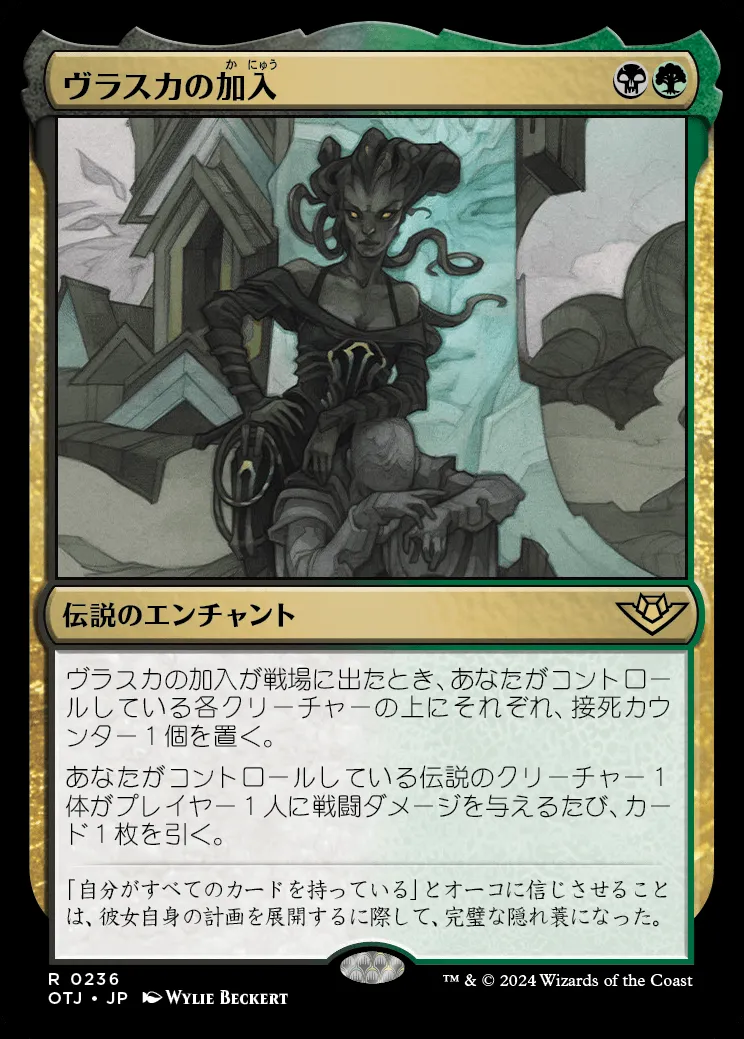 ヴラスカの加入
か にゅう
伝説のエンチャント
ヴラスカの加入が戦場に出たとき、あなたがコントロー
ルしている各クリーチャーの上にそれぞれ、接死カウ
ンター1個を置く。
あなたがコントロールしている伝説のクリーチャー1
体がプレイヤー1人に戦闘ダメージを与えるたび、カー
ド1枚を引く。
「自分がすべてのカードを持っている」とオーコに信じさせること
は、彼女自身の計画を展開するに際して、完璧な隠れ蓑になった。
R 0236
OTJ • JP Wylie Beckert
™ & © 2024 Wizards of the Coast